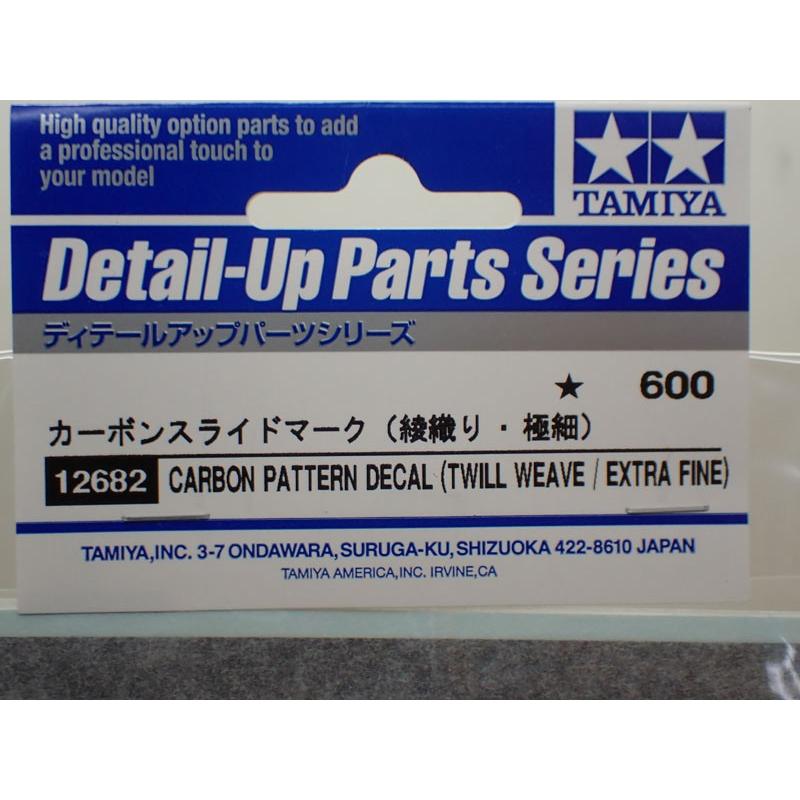 High quality option parts to add
a professional touch to
your model
TAMIYA
Detail-Up Parts Series
ディテールアップパーツシリーズ
★ 600
カーボンスライドマーク（綾織り・極細）
12682 CARBON PATTERN DECAL (TWILL WEAVE / EXTRA FINE)
TAMIYA,INC. 3-7 ONDAWARA,SURUGA-KU,SHIZUOKA 422-8610 JAPAN
TAMIYA AMERICA,INC. IRVINE,CA